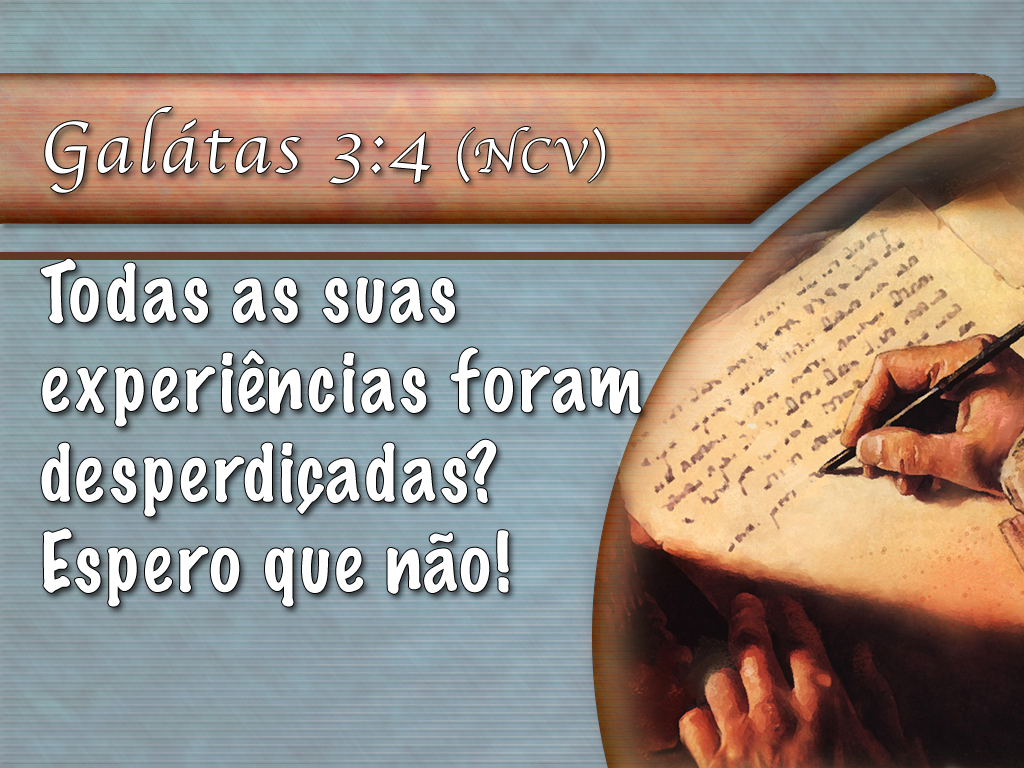 Galátas 3:4 (NCV)
Todas as suas
experiências foram
desperdiçadas?
Espero que não!